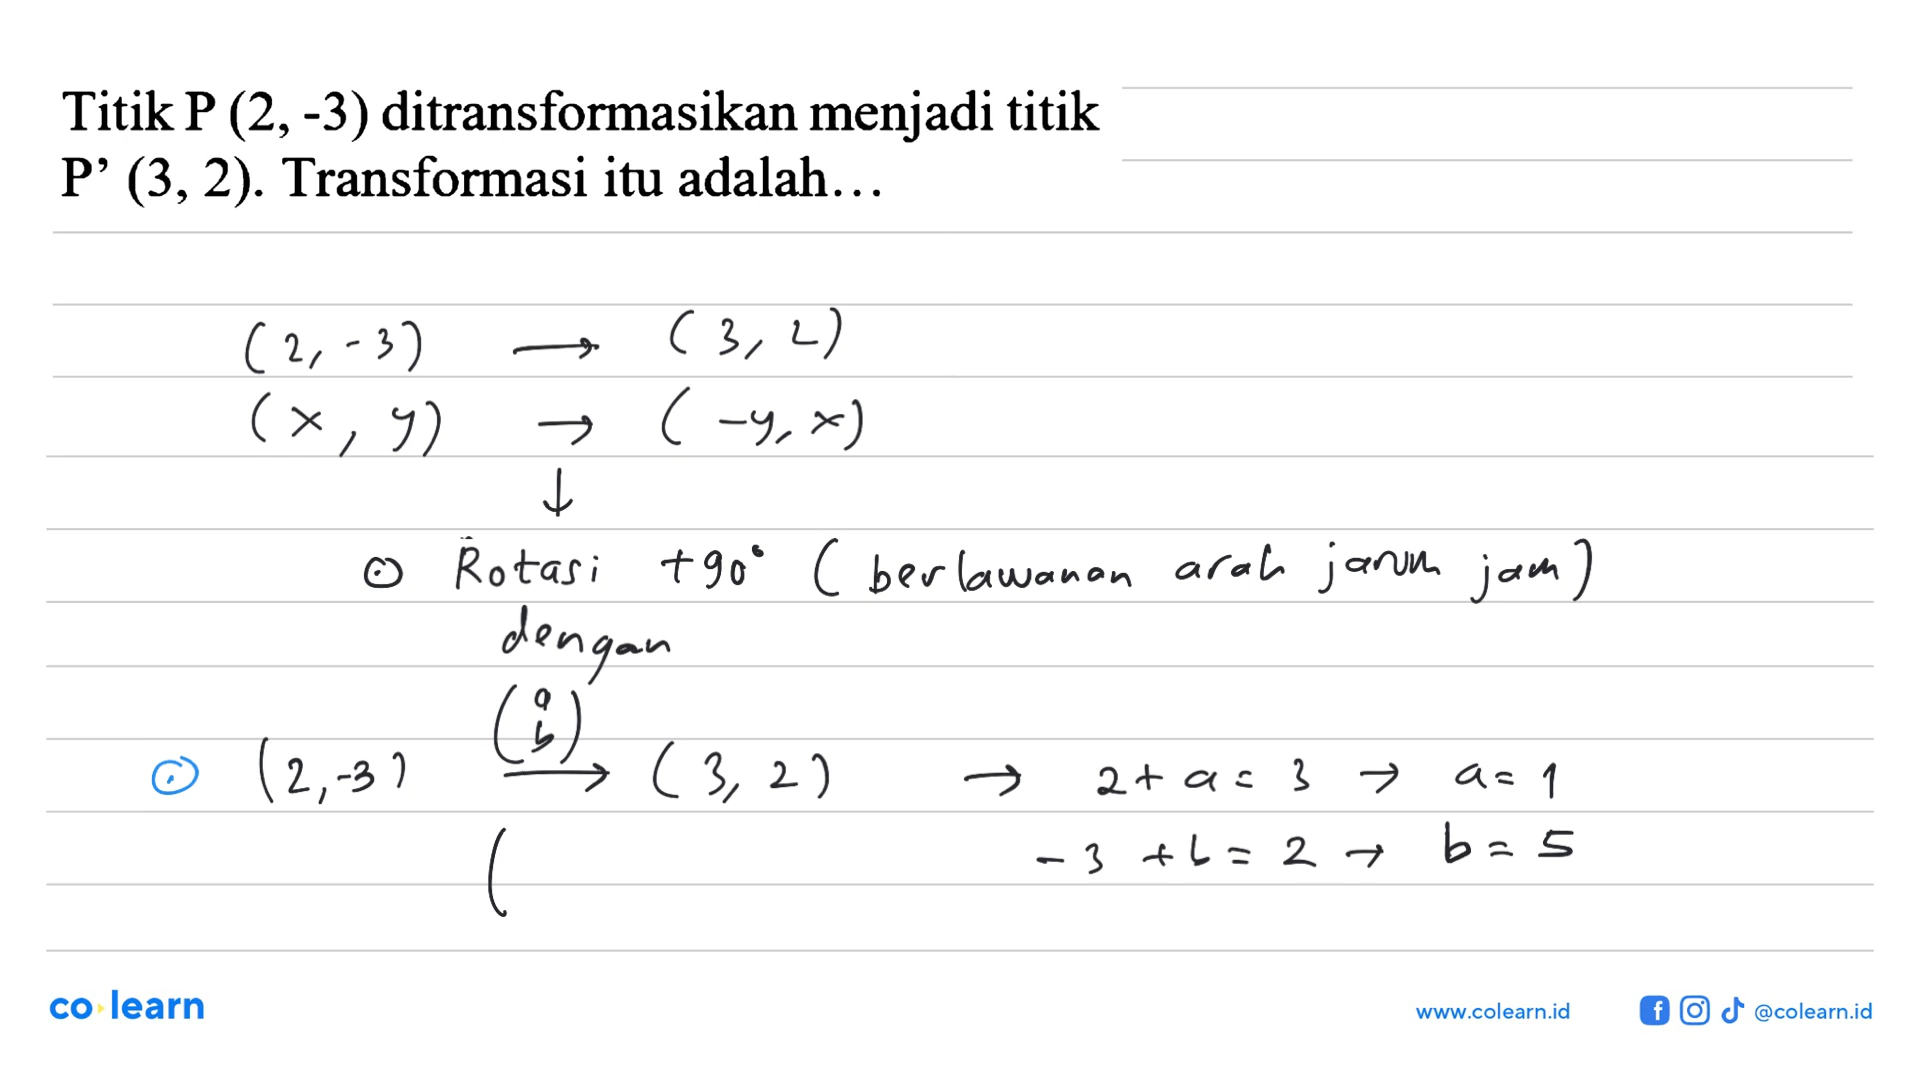 Titik P (2, -3) ditransformasikan menjadi titik
P’ (3, 2). Transformasi itu adalah...
(2, -3) → (3, 2)
(x, y) → (-y, x)
↓
⊙ Rotasi +90° (berlawanan arah jarum jam)
dengan
(a
b)
⊙ (2, -3) → (3, 2) → 2 + a = 3 → a = 1
(
-3 + b = 2 → b = 5
co learn
www.colearn.id
@colearn.id